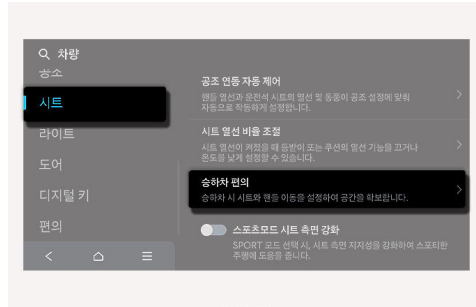 차량
공조
시트
라이트
도어
디지털 키
편의
공조 연동 자동 제어
핸들 열선과 운전석 시트의 열선 및 통풍이 공조 설정에 맞춰
자동으로 작동하게 설정합니다.
시트 열선 비율 조절
시트 열선이 켜졌을 때 등받이 또는 쿠션의 열선 기능을 끄거나
온도를 낮게 설정할 수 있습니다.
승하차 편의
승하차 시 시트와 핸들 이동을 설정하여 공간을 확보합니다.
스포츠모드 시트 측면 강화
SPORT 모드 선택 시, 시트 측면 지지성을 강화하여 스포티한
주행에 도움을 줍니다.